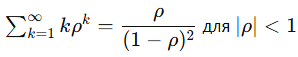 ∑_{k=1}^{∞} kρ^k = ρ / (1 − ρ)² для |ρ| < 1